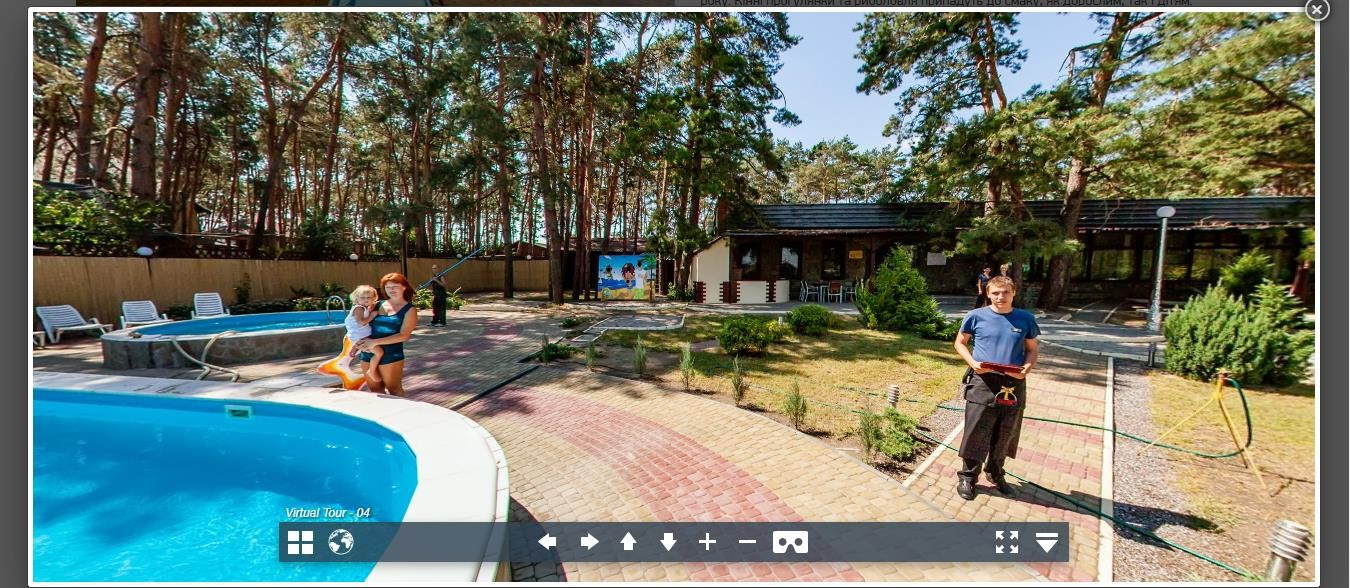 року. Кінні прогулянки та риболовля припадуть до смаку, як дорослим, так і дітям.
Virtual Tour - 04